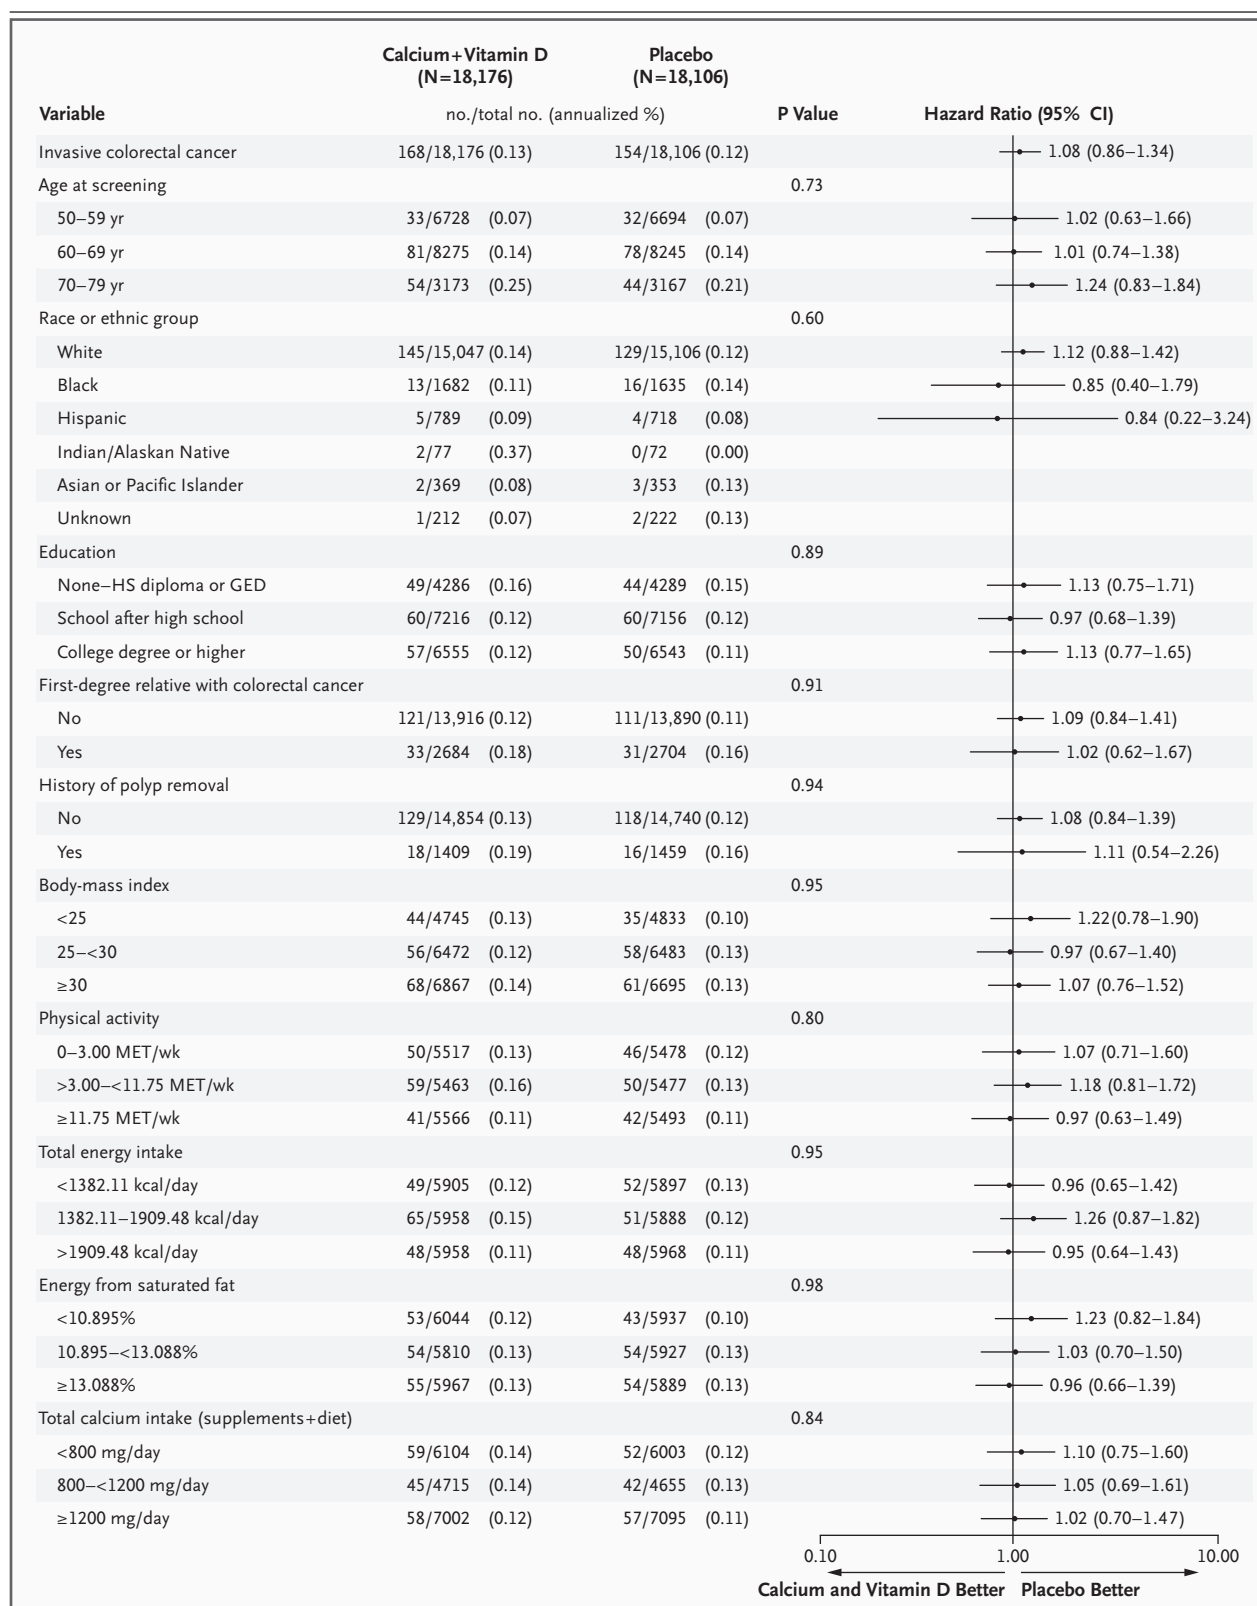 Calcium+Vitamin D Placebo
(N=18,176) (N=18,106)
Variable no./total no. (annualized %) P Value Hazard Ratio (95% CI)
Invasive colorectal cancer 168/18,176 (0.13) 154/18,106 (0.12) 1.08 (0.86–1.34)
Age at screening 0.73
50–59 yr 33/6728 (0.07) 32/6694 (0.07) 1.02 (0.63–1.66)
60–69 yr 81/8275 (0.14) 78/8245 (0.14) 1.01 (0.74–1.38)
70–79 yr 54/3173 (0.25) 44/3167 (0.21) 1.24 (0.83–1.84)
Race or ethnic group 0.60
White 145/15,047 (0.14) 129/15,106 (0.12) 1.12 (0.88–1.42)
Black 13/1682 (0.11) 16/1635 (0.14) 0.85 (0.40–1.79)
Hispanic 5/789 (0.09) 4/718 (0.08) 0.84 (0.22–3.24)
Indian/Alaskan Native 2/77 (0.37) 0/72 (0.00)
Asian or Pacific Islander 2/369 (0.08) 3/353 (0.13)
Unknown 1/212 (0.07) 2/222 (0.13)
Education 0.89
None–HS diploma or GED 49/4286 (0.16) 44/4289 (0.15) 1.13 (0.75–1.71)
School after high school 60/7216 (0.12) 60/7156 (0.12) 0.97 (0.68–1.39)
College degree or higher 57/6555 (0.12) 50/6543 (0.11) 1.13 (0.77–1.65)
First-degree relative with colorectal cancer 0.91
No 121/13,916 (0.12) 111/13,890 (0.11) 1.09 (0.84–1.41)
Yes 33/2684 (0.18) 31/2704 (0.16) 1.02 (0.62–1.67)
History of polyp removal 0.94
No 129/14,854 (0.13) 118/14,740 (0.12) 1.08 (0.84–1.39)
Yes 18/1409 (0.19) 16/1459 (0.16) 1.11 (0.54–2.26)
Body-mass index 0.95
<25 44/4745 (0.13) 35/4833 (0.10) 1.22(0.78–1.90)
25–<30 56/6472 (0.12) 58/6483 (0.13) 0.97 (0.67–1.40)
≥30 68/6867 (0.14) 61/6695 (0.13) 1.07 (0.76–1.52)
Physical activity 0.80
0–3.00 MET/wk 50/5517 (0.13) 46/5478 (0.12) 1.07 (0.71–1.60)
>3.00–<11.75 MET/wk 59/5463 (0.16) 50/5477 (0.13) 1.18 (0.81–1.72)
≥11.75 MET/wk 41/5566 (0.11) 42/5493 (0.11) 0.97 (0.63–1.49)
Total energy intake 0.95
<1382.11 kcal/day 49/5905 (0.12) 52/5897 (0.13) 0.96 (0.65–1.42)
1382.11–1909.48 kcal/day 65/5958 (0.15) 51/5888 (0.12) 1.26 (0.87–1.82)
>1909.48 kcal/day 48/5958 (0.11) 48/5968 (0.11) 0.95 (0.64–1.43)
Energy from saturated fat 0.98
<10.895% 53/6044 (0.12) 43/5937 (0.10) 1.23 (0.82–1.84)
10.895–<13.088% 54/5810 (0.13) 54/5927 (0.13) 1.03 (0.70–1.50)
≥13.088% 55/5967 (0.13) 54/5889 (0.13) 0.96 (0.66–1.39)
Total calcium intake (supplements+diet) 0.84
<800 mg/day 59/6104 (0.14) 52/6003 (0.12) 1.10 (0.75–1.60)
800–<1200 mg/day 45/4715 (0.14) 42/4655 (0.13) 1.05 (0.69–1.61)
≥1200 mg/day 58/7002 (0.12) 57/7095 (0.11) 1.02 (0.70–1.47)
0.10 1.00 10.00
Calcium and Vitamin D Better Placebo Better